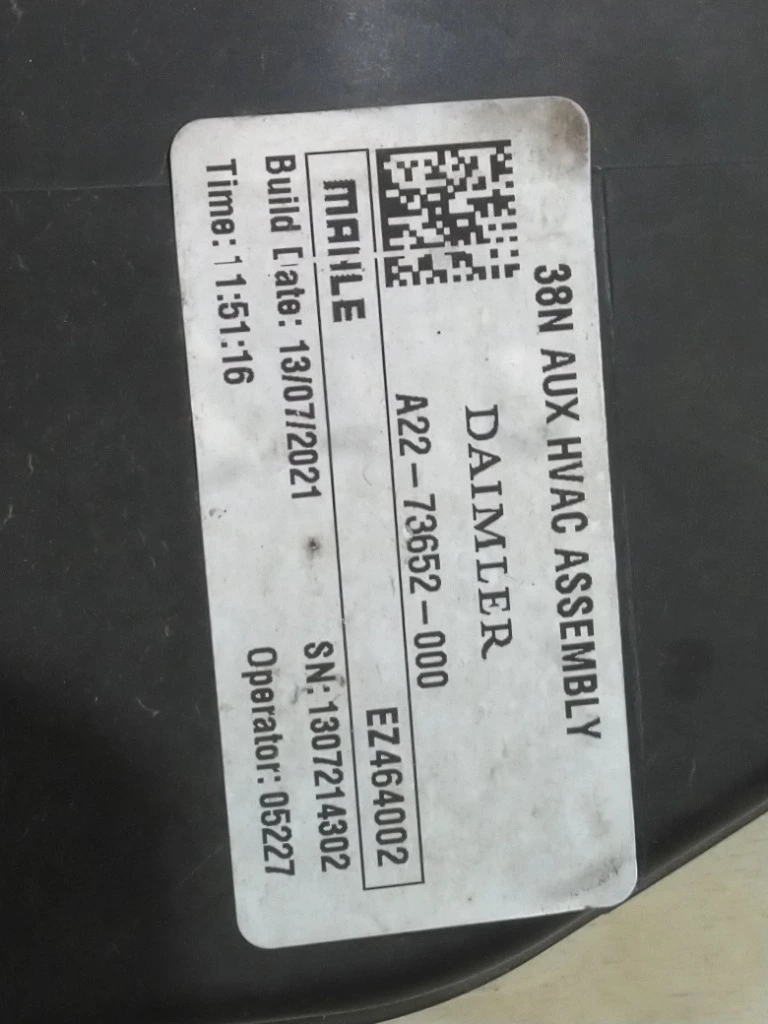 38N AUX HVAC ASSEMBLY
DAIMLER
A22-73652-000
MAHLE EZ464002
Build Date: 13/07/2021 SN:1307214302
Time: 11:51:16 Operator: 05227